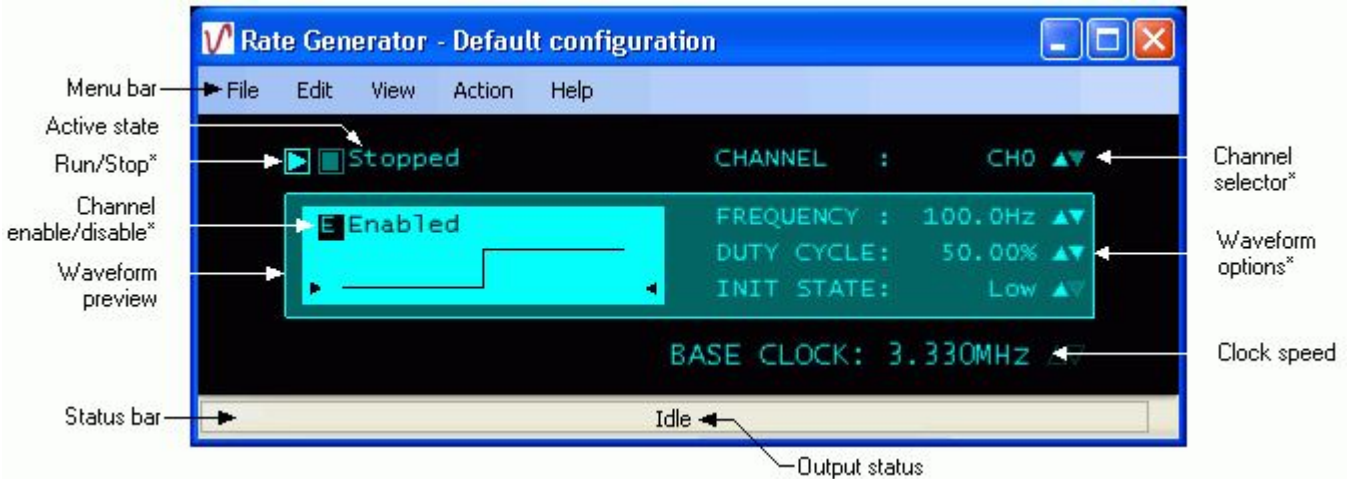 Rate Generator - Default configuration
Menu bar
File Edit View Action Help
Active state
Run/Stop*
Stopped
CHANNEL : CH0
Channel selector*
Channel enable/disable*
E Enabled
FREQUENCY : 100.0Hz
DUTY CYCLE: 50.00%
INIT STATE: Low
Waveform options*
Waveform preview
BASE CLOCK: 3.330MHz
Clock speed
Status bar
Idle
Output status